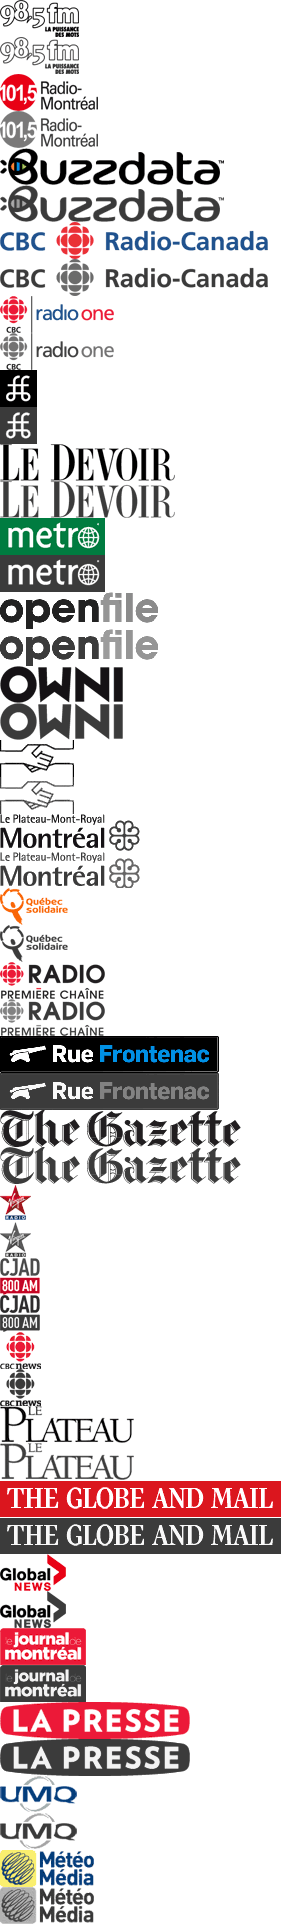 98,5 fm
LA PUISSANCE
DES MOTS
98,5 fm
LA PUISSANCE
DES MOTS
101,5 Radio-
Montréal
101,5 Radio-
Montréal
Buzzdata™
Buzzdata™
CBC Radio-Canada
CBC Radio-Canada
radio one
CBC
radio one
CBC
LE DEVOIR
LE DEVOIR
metro
metro
openfile
openfile
OWNI
OWNI
Le Plateau-Mont-Royal
Montréal
Le Plateau-Mont-Royal
Montréal
Québec
solidaire
Québec
solidaire
RADIO
PREMIÈRE CHAÎNE
RADIO
PREMIÈRE CHAÎNE
Rue Frontenac
Rue Frontenac
The Gazette
The Gazette
Virgin
RADIO
Virgin
RADIO
CJAD
800 AM
CJAD
800 AM
CBC news
CBC news
LE
PLATEAU
LE
PLATEAU
THE GLOBE AND MAIL
THE GLOBE AND MAIL
Global
NEWS
Global
NEWS
le journal de
montréal
le journal de
montréal
LA PRESSE
LA PRESSE
UMQ
UMQ
Météo
Média
Météo
Média